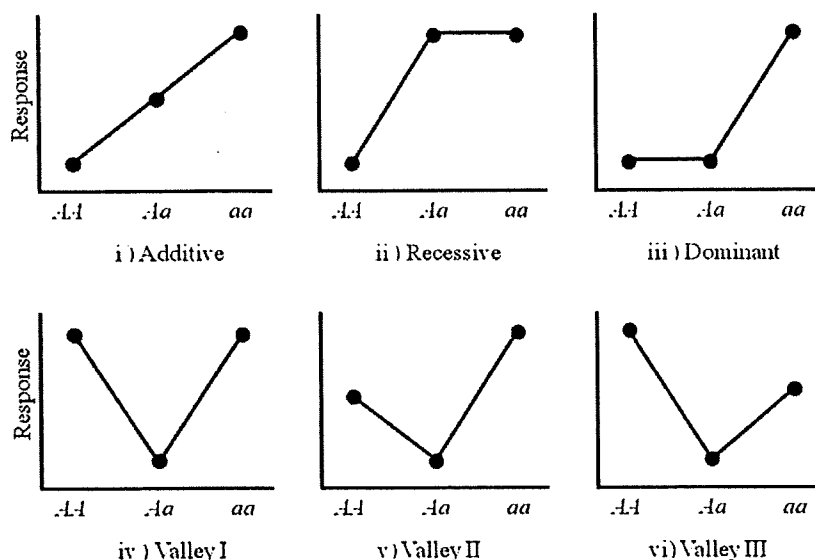 Response
AA Aa aa
AA Aa aa
AA Aa aa
i) Additive
ii) Recessive
iii) Dominant
Response
AA Aa aa
AA Aa aa
AA Aa aa
iv) Valley I
v) Valley II
vi) Valley III